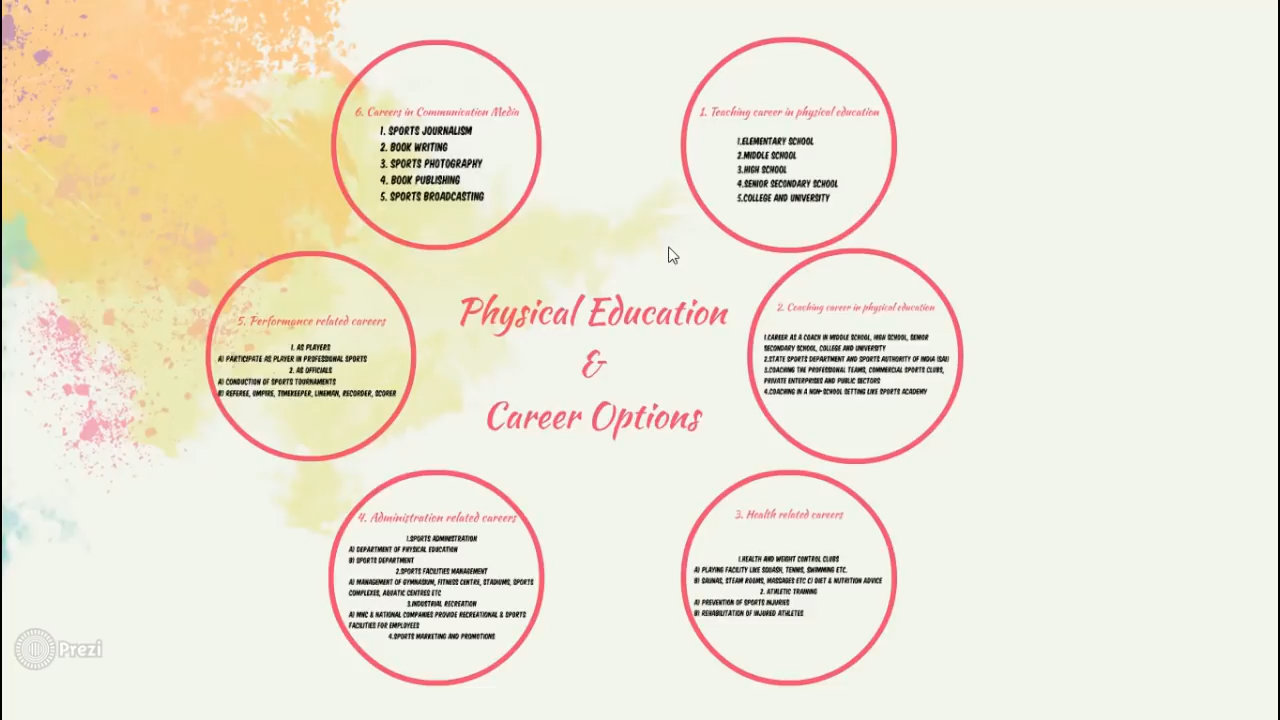 Physical Education
&
Career Options
1. Teaching career in physical education
1.ELEMENTARY SCHOOL
2.MIDDLE SCHOOL
3.HIGH SCHOOL
4.SENIOR SECONDARY SCHOOL
5.COLLEGE AND UNIVERSITY
2. Coaching career in physical education
1.CAREER AS A COACH IN MIDDLE SCHOOL, HIGH SCHOOL, SENIOR
SECONDARY SCHOOL, COLLEGE AND UNIVERSITY
2.STATE SPORTS DEPARTMENT AND SPORTS AUTHORITY OF INDIA (SAI)
3.COACHING THE PROFESSIONAL TEAMS, COMMERCIAL SPORTS CLUBS,
PRIVATE ENTERPRISES AND PUBLIC SECTORS
4.COACHING IN A NON-SCHOOL SETTING LIKE SPORTS ACADEMY
3. Health related careers
1.HEALTH AND WEIGHT CONTROL CLUBS
A) PLAYING FACILITY LIKE SQUASH, TENNIS, SWIMMING ETC.
B) SAUNAS, STEAM ROOMS, MASSAGES ETC C) DIET & NUTRITION ADVICE
2. ATHLETIC TRAINING
A) PREVENTION OF SPORTS INJURIES
B) REHABILITATION OF INJURED ATHLETES
4. Administration related careers
1.SPORTS ADMINISTRATION
A) DEPARTMENT OF PHYSICAL EDUCATION
B) SPORTS DEPARTMENT
2.SPORTS FACILITIES MANAGEMENT
A) MANAGEMENT OF GYMNASIUM, FITNESS CENTRE, STADIUMS, SPORTS
COMPLEXES, AQUATIC CENTRES ETC
3.INDUSTRIAL RECREATION
A) MNC & NATIONAL COMPANIES PROVIDE RECREATIONAL & SPORTS
FACILITIES FOR EMPLOYEES
4.SPORTS MARKETING AND PROMOTIONS
5. Performance related careers
1. AS PLAYERS
A) PARTICIPATE AS PLAYER IN PROFESSIONAL SPORTS
2. AS OFFICIALS
A) CONDUCTION OF SPORTS TOURNAMENTS
B) REFEREE, UMPIRE, TIMEKEEPER, LINEMAN, RECORDER, SCORER
6. Careers in Communication Media
1. SPORTS JOURNALISM
2. BOOK WRITING
3. SPORTS PHOTOGRAPHY
4. BOOK PUBLISHING
5. SPORTS BROADCASTING
Prezi